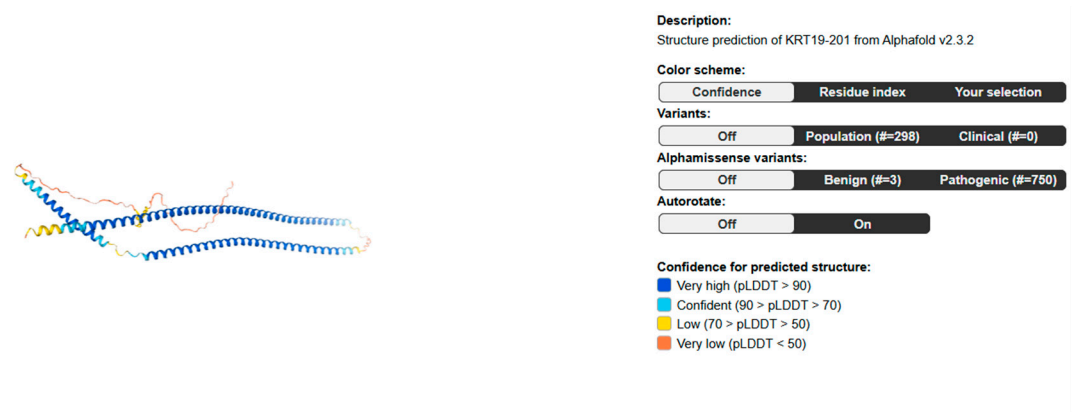 Description:
Structure prediction of KRT19-201 from Alphafold v2.3.2
Color scheme:
Confidence Residue index Your selection
Variants:
Off Population (#=298) Clinical (#=0)
Alphamissense variants:
Off Benign (#=3) Pathogenic (#=750)
Autorotate:
Off On
Confidence for predicted structure:
Very high (pLDDT > 90)
Confident (90 > pLDDT > 70)
Low (70 > pLDDT > 50)
Very low (pLDDT < 50)